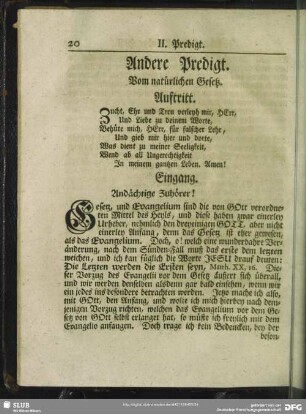 20 II. Predigt.
Andere Predigt.
Vom natürlichen Gesetz.
Auftritt.
Zucht, Ehr und Treu verleyh mir, HErr,
Und Liebe zu deinem Worte,
Behüte mich, HErr, für falscher Lehr,
Und gieb mir hier und dorte,
Was dient zu meiner Seeligkeit,
Wend ab all Ungerechtigkeit
In meinem gantzen Leben. Amen!
Eingang.
Andächtige Zuhörer!
Gesetz, und Evangelium sind die von GOtt verordne-
ten Mittel des Heyls, und diese haben zwar einerley
Urheber, nehmlich den dreyeinigen GOTT, aber nicht
einerley Anfang, denn das Gesetz ist eher gewesen,
als das Evangelium. Doch, o! welch eine wunderbahre Ver-
änderung, nach dem Sünden-Fall muß das erste dem letztern
weichen, und ich kan füglich die Worte JESU drauf deuten:
Die Letzten werden die Ersten seyn, Matth. XX, 16. Die-
ser Vorzug des Evangelii vor dem Gesetz äussert sich überall,
und wir werden denselben alsdenn gar bald einsehen, wenn wir
ein jedes ins besondere betrachten werden. Jetzo mache ich also,
mit GOtt, den Anfang, und wolte ich mich hierbey nach dem-
jenigen Vorzug richten, welchen das Evangelium vor dem Ge-
setz von GOtt selbst erlanget hat, so müste ich freylich mit dem
Evangelio anfangen. Doch trage ich kein Bedencken, bey der
beson-